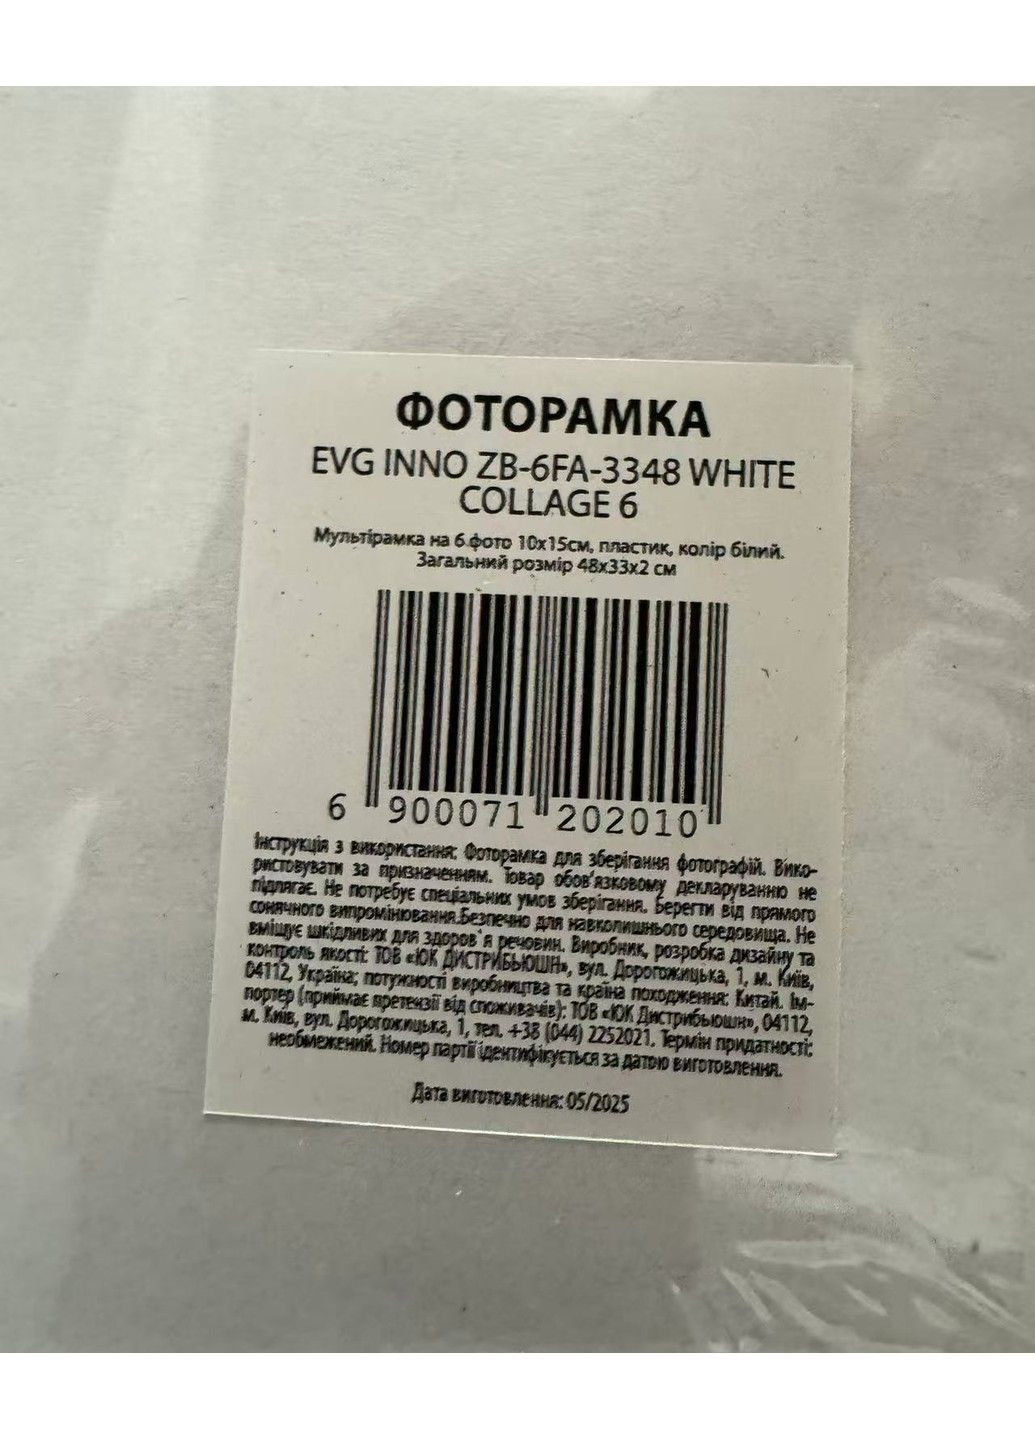 ФОТОРАМКА
EVG INNO ZB-6FA-3348 WHITE
COLLAGE 6
Мультірамка на 6 фото 10x15см, пластик, колір білий.
Загальний розмір 48x33x2 см
6 900071 202010
Інструкція з використання: Фоторамка для зберігання фотографій. Вико-
ристовувати за призначенням. Товар обов'язковому декларуванню не
підлягає. Не потребує спеціальних умов зберігання. Берегти від прямого
сонячного випромінювання.Безпечно для навколишнього середовища. Не
вміщує шкідливих для здоров'я речовин. Виробник, розробка дизайну та
контроль якості: ТОВ «ЮК ДИСТРИБЬЮШН», вул. Дорогожицька, 1, м. Київ,
04112, Україна; потужності виробництва та країна походження: Китай. Ім-
портер (приймає претензії від споживачів): ТОВ «ЮК Дистрибьюшн», 04112,
м. Київ, вул. Дорогожицька, 1, тел. +38 (044) 2252021. Термін придатності:
необмежений. Номер партії ідентифікується за датою виготовлення.
Дата виготовлення: 05/2025